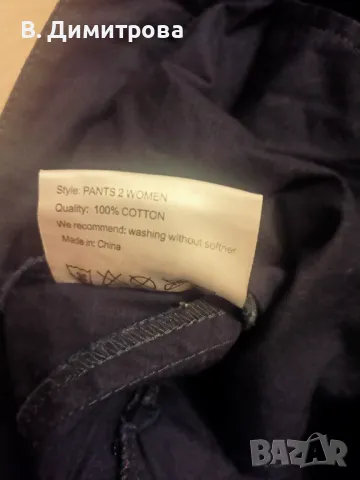 В. Димитрова
Style: PANTS 2 WOMEN
Quality: 100% COTTON
We recommend: washing without softner
Made in: China
BAZAR